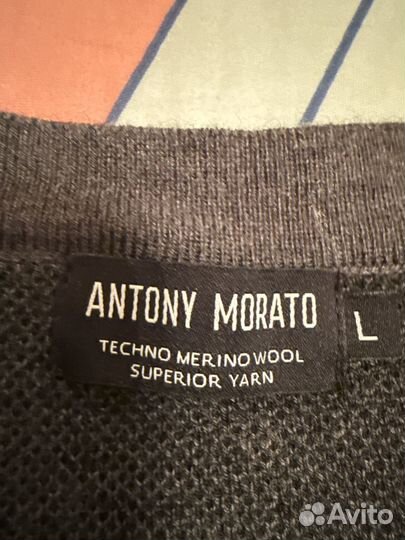 ANTONY MORATO
TECHNO MERINO WOOL
SUPERIOR YARN
L
Avito